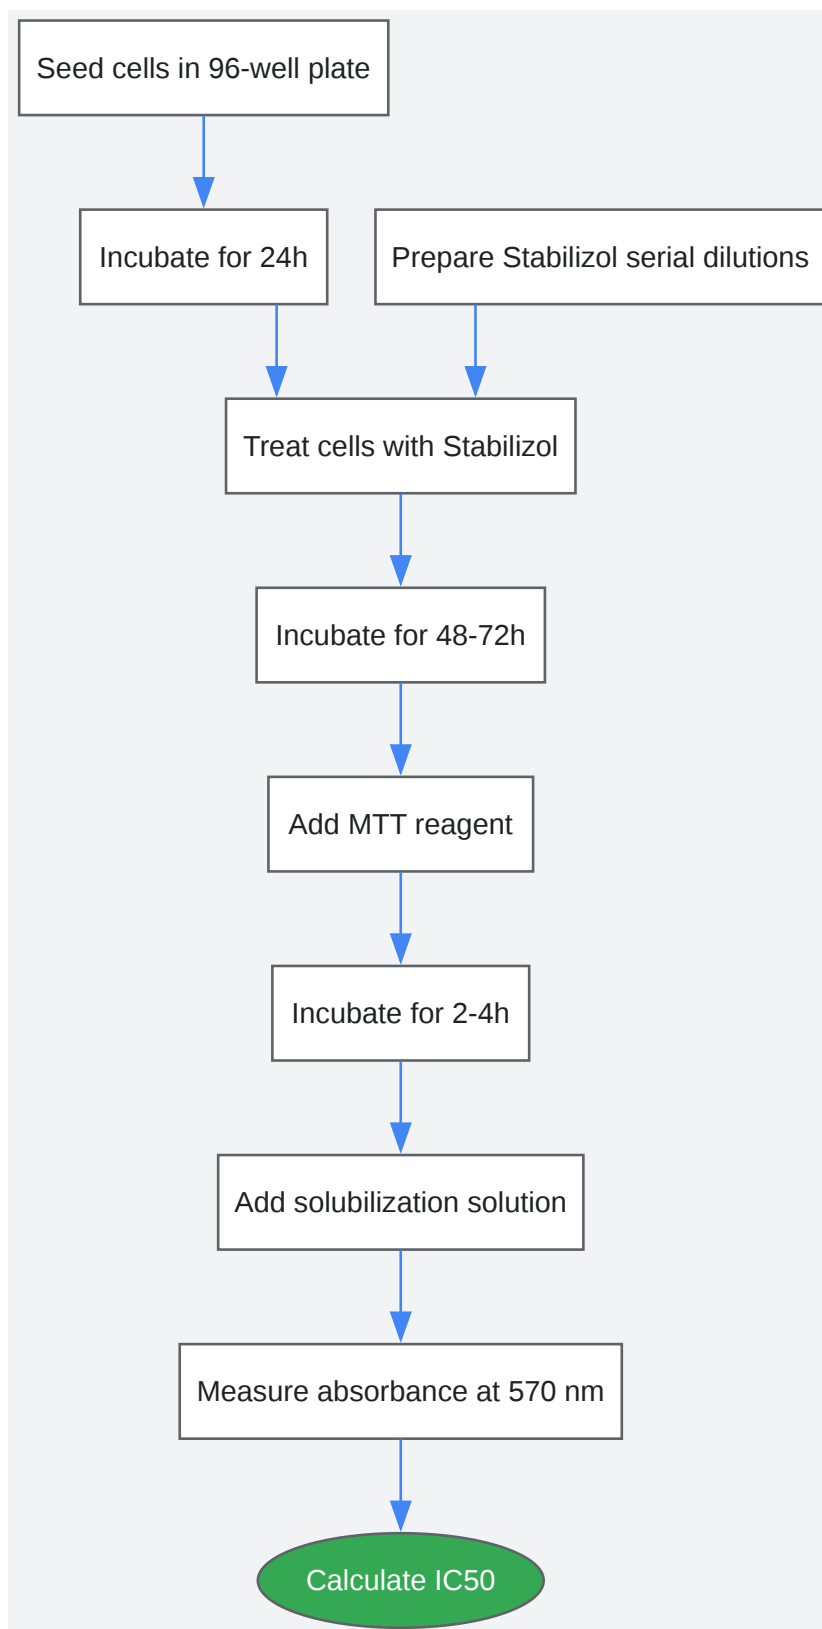 Seed cells in 96-well plate
Incubate for 24h
Prepare Stabilizol serial dilutions
Treat cells with Stabilizol
Incubate for 48-72h
Add MTT reagent
Incubate for 2-4h
Add solubilization solution
Measure absorbance at 570 nm
Calculate IC50